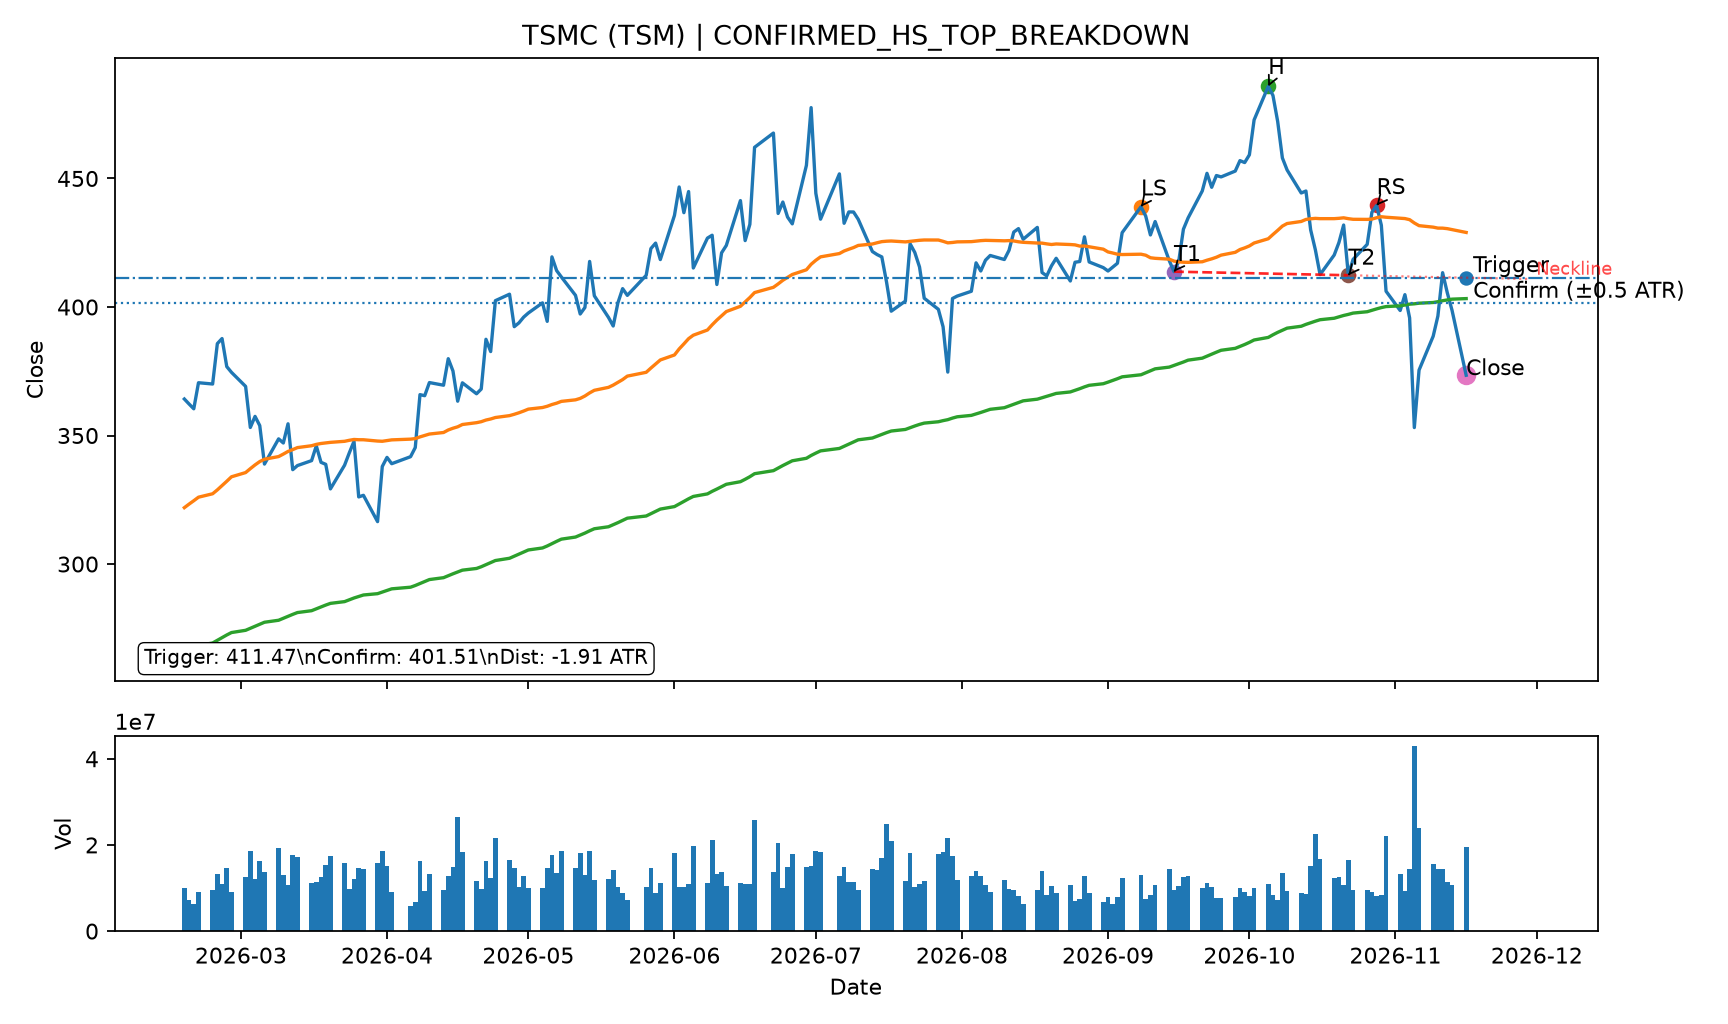 TSMC (TSM) | CONFIRMED_HS_TOP_BREAKDOWN
H
LS
RS
T1
T2
Trigger
Neckline
Confirm (±0.5 ATR)
Close
Close
450
400
350
300
Trigger: 411.47\nConfirm: 401.51\nDist: -1.91 ATR
1e7
Vol
4
2
0
2026-03
2026-04
2026-05
2026-06
2026-07
2026-08
2026-09
2026-10
2026-11
2026-12
Date